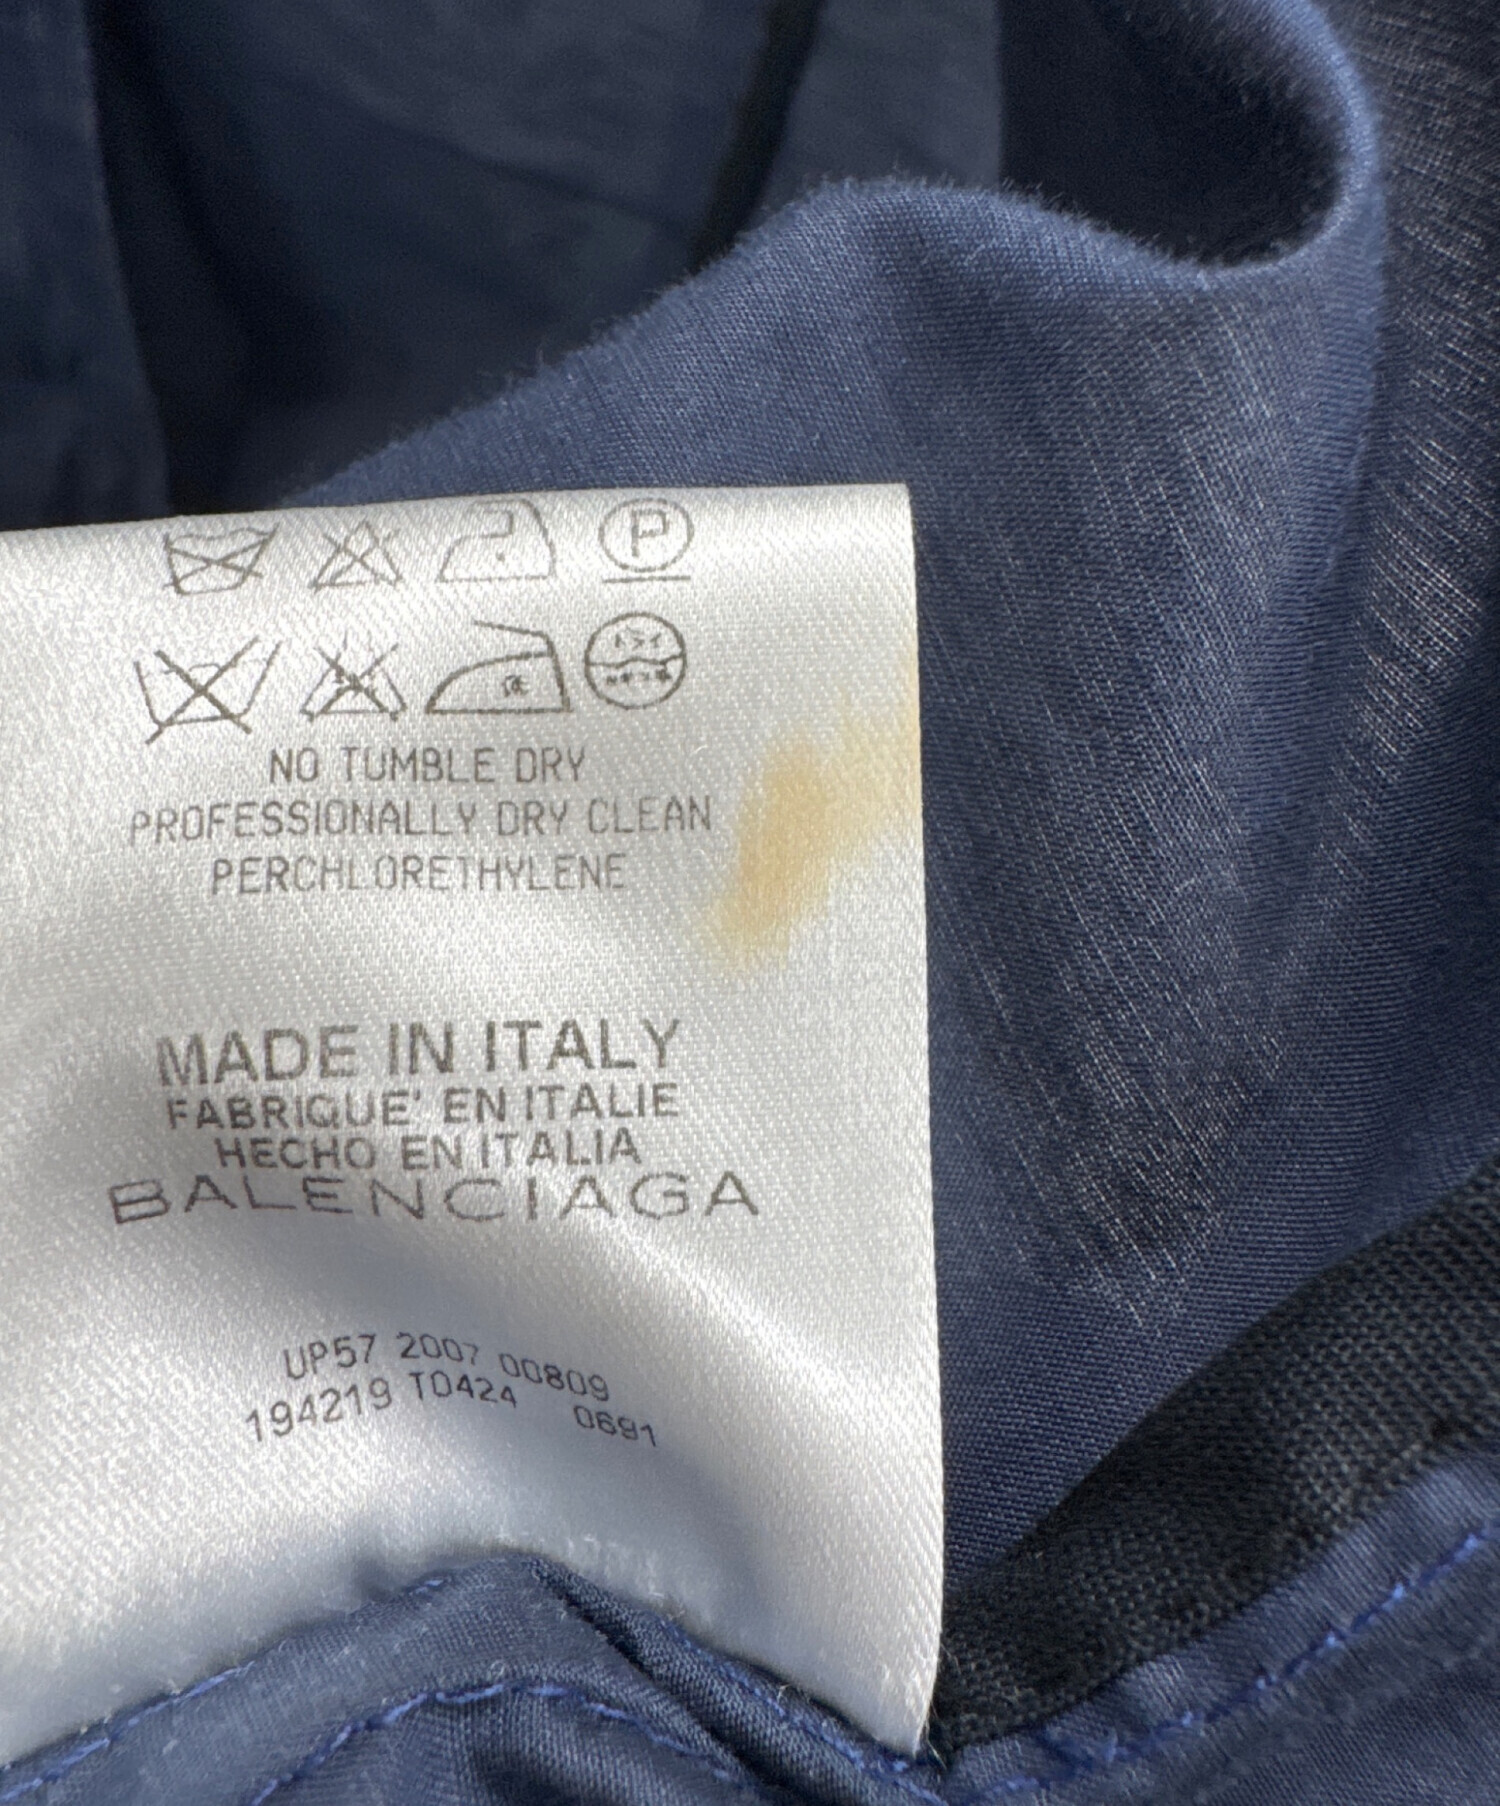 P
NO TUMBLE DRY
PROFESSIONALLY DRY CLEAN
PERCHLORETHYLENE
MADE IN ITALY
FABRIQUE' EN ITALIE
HECHO EN ITALIA
BALENCIAGA
UP57 2007 00809
194219 TD424 0691